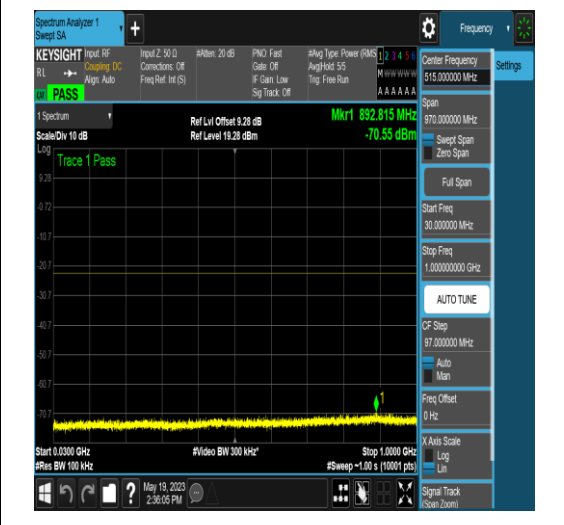 Spectrum Analyzer 1
Swept SA
Frequency
KEYSIGHT
RL
PASS
Input: RF
Coupling: DC
Align: Auto
Input Z: 50 Ω
Corrections: Off
Freq Ref: Int (S)
#Atten: 20 dB
PNO: Fast
Gate: Off
IF Gain: Low
Sig Track: Off
#Avg Type: Power (RMS
Avg|Hold: 5/5
Trig: Free Run
1 2 3 4 5 6
M W W W W W
A A A A A A
1 Spectrum
Scale/Div 10 dB
Ref Lvl Offset 9.28 dB
Ref Level 19.28 dBm
Mkr1 892.815 MHz
-70.55 dBm
Log
Trace 1 Pass
9.28
-0.72
-10.7
-20.7
-30.7
-40.7
-50.7
-60.7
-70.7
1
Start 0.0300 GHz
#Res BW 100 kHz
#Video BW 300 kHz*
Stop 1.0000 GHz
#Sweep ~1.00 s (10001 pts)
May 19, 2023
2:36:05 PM
?
Center Frequency
515.000000 MHz
Settings
Span
970.000000 MHz
Swept Span
Zero Span
Full Span
Start Freq
30.000000 MHz
Stop Freq
1.000000000 GHz
AUTO TUNE
CF Step
97.000000 MHz
Auto
Man
Freq Offset
0 Hz
X Axis Scale
Log
Lin
Signal Track
(Span Zoom)